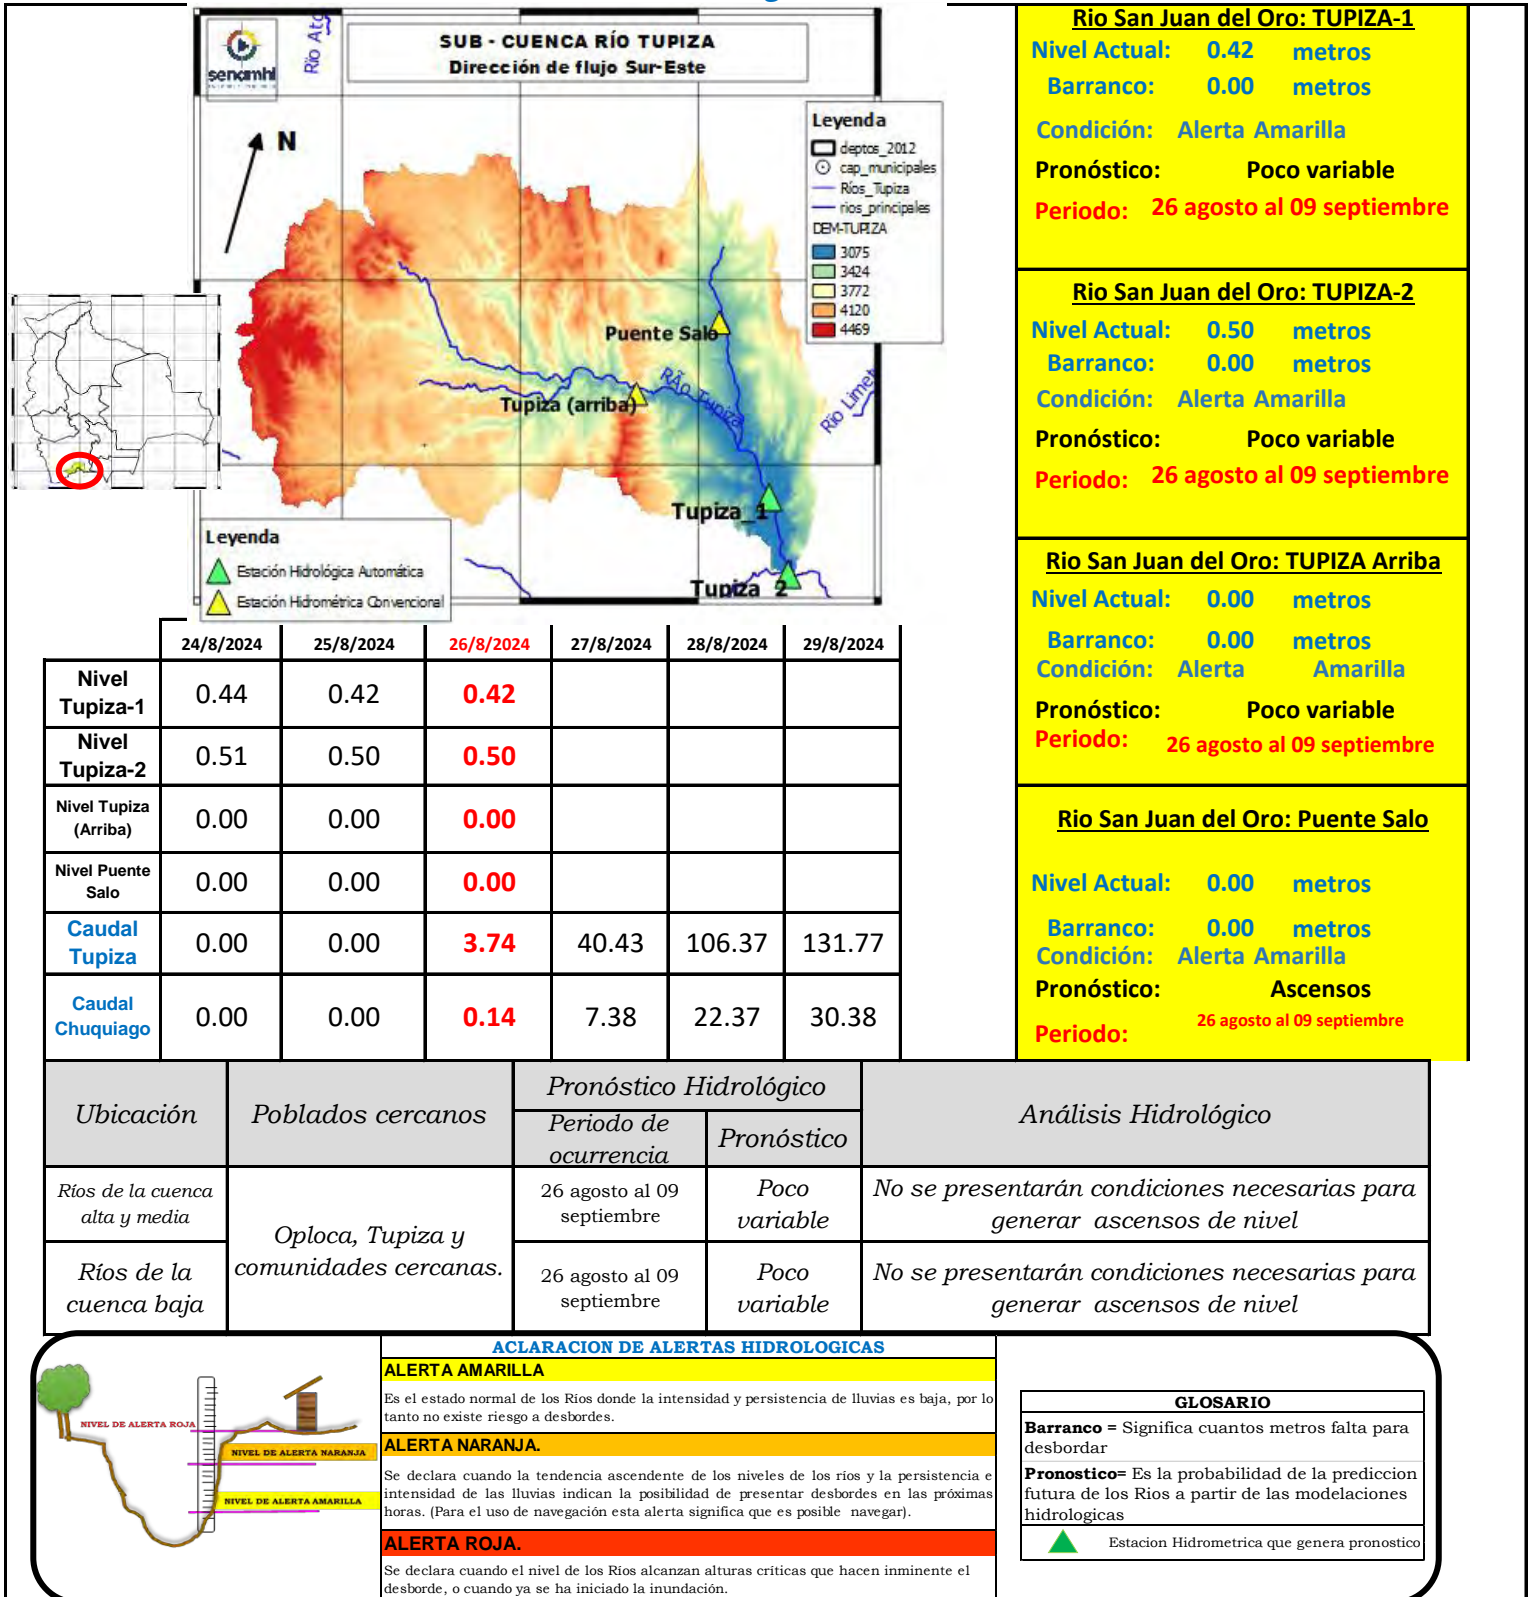 senamhi
Río Ato
SUB - CUENCA RÍO TUPIZA
Dirección de flujo Sur-Este
N
Leyenda
deptos_2012
cap_municipales
Ríos_Tupiza
rios_principales
DEM-TUPIZA
3075
3424
3772
4120
4469
Puente Salo
RÃo Tupiza
Tupiza (arriba)
Río Limet
Tupiza_1
Tupiza_2
Leyenda
Estación Hidrológica Automática
Estación Hidrométrica Convencional
Rio San Juan del Oro: TUPIZA-1
Nivel Actual: 0.42 metros
Barranco: 0.00 metros
Condición: Alerta Amarilla
Pronóstico: Poco variable
Periodo: 26 agosto al 09 septiembre
Rio San Juan del Oro: TUPIZA-2
Nivel Actual: 0.50 metros
Barranco: 0.00 metros
Condición: Alerta Amarilla
Pronóstico: Poco variable
Periodo: 26 agosto al 09 septiembre
Rio San Juan del Oro: TUPIZA Arriba
Nivel Actual: 0.00 metros
Barranco: 0.00 metros
Condición: Alerta Amarilla
Pronóstico: Poco variable
Periodo: 26 agosto al 09 septiembre
Rio San Juan del Oro: Puente Salo
Nivel Actual: 0.00 metros
Barranco: 0.00 metros
Condición: Alerta Amarilla
Pronóstico: Ascensos
Periodo: 26 agosto al 09 septiembre
24/8/2024 25/8/2024 26/8/2024 27/8/2024 28/8/2024 29/8/2024
Nivel
Tupiza-1 0.44 0.42 0.42
Nivel
Tupiza-2 0.51 0.50 0.50
Nivel Tupiza
(Arriba) 0.00 0.00 0.00
Nivel Puente
Salo 0.00 0.00 0.00
Caudal
Tupiza 0.00 0.00 3.74 40.43 106.37 131.77
Caudal
Chuquiago 0.00 0.00 0.14 7.38 22.37 30.38
Ubicación Poblados cercanos Pronóstico Hidrológico Análisis Hidrológico
Periodo de
ocurrencia Pronóstico
Ríos de la cuenca
alta y media
Oploca, Tupiza y
comunidades cercanas.
26 agosto al 09
septiembre
Poco
variable
No se presentarán condiciones necesarias para
generar ascensos de nivel
Ríos de la
cuenca baja
26 agosto al 09
septiembre
Poco
variable
No se presentarán condiciones necesarias para
generar ascensos de nivel
NIVEL DE ALERTA ROJA
NIVEL DE ALERTA NARANJA
NIVEL DE ALERTA AMARILLA
ACLARACION DE ALERTAS HIDROLOGICAS
ALERTA AMARILLA
Es el estado normal de los Ríos donde la intensidad y persistencia de lluvias es baja, por lo
tanto no existe riesgo a desbordes.
ALERTA NARANJA.
Se declara cuando la tendencia ascendente de los niveles de los ríos y la persistencia e
intensidad de las lluvias indican la posibilidad de presentar desbordes en las próximas
horas. (Para el uso de navegación esta alerta significa que es posible navegar).
ALERTA ROJA.
Se declara cuando el nivel de los Ríos alcanzan alturas críticas que hacen inminente el
desborde, o cuando ya se ha iniciado la inundación.
GLOSARIO
Barranco = Significa cuantos metros falta para
desbordar
Pronostico= Es la probabilidad de la prediccion
futura de los Rios a partir de las modelaciones
hidrologicas
Estacion Hidrometrica que genera pronostico